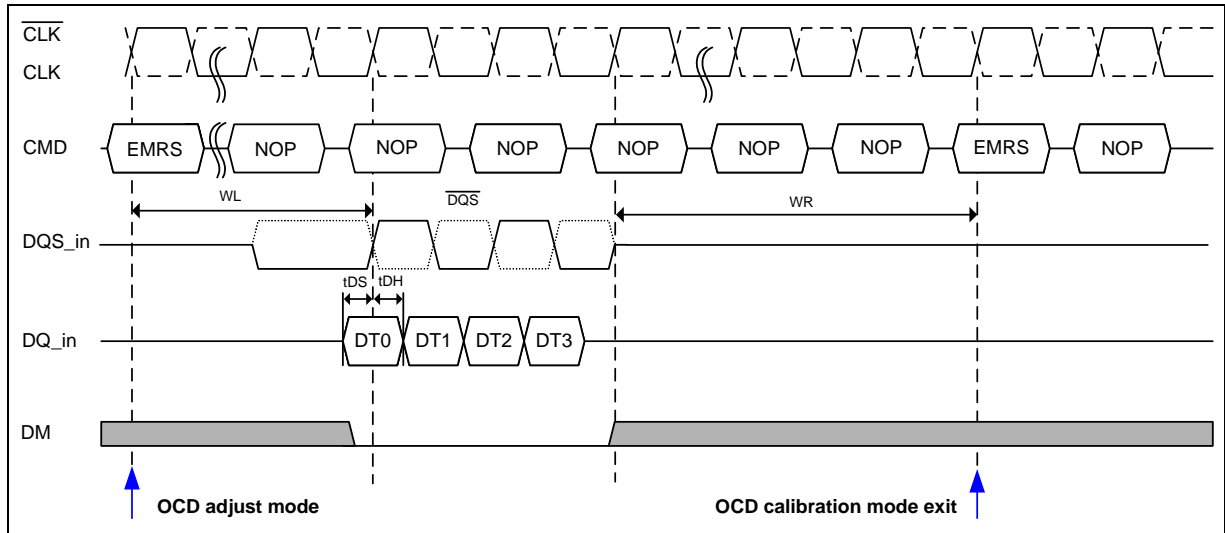 CLK
CLK
CMD EMRS NOP NOP NOP NOP NOP NOP EMRS NOP
WL DQS WR
DQS_in
tDS tDH
DQ_in DT0 DT1 DT2 DT3
DM
OCD adjust mode OCD calibration mode exit